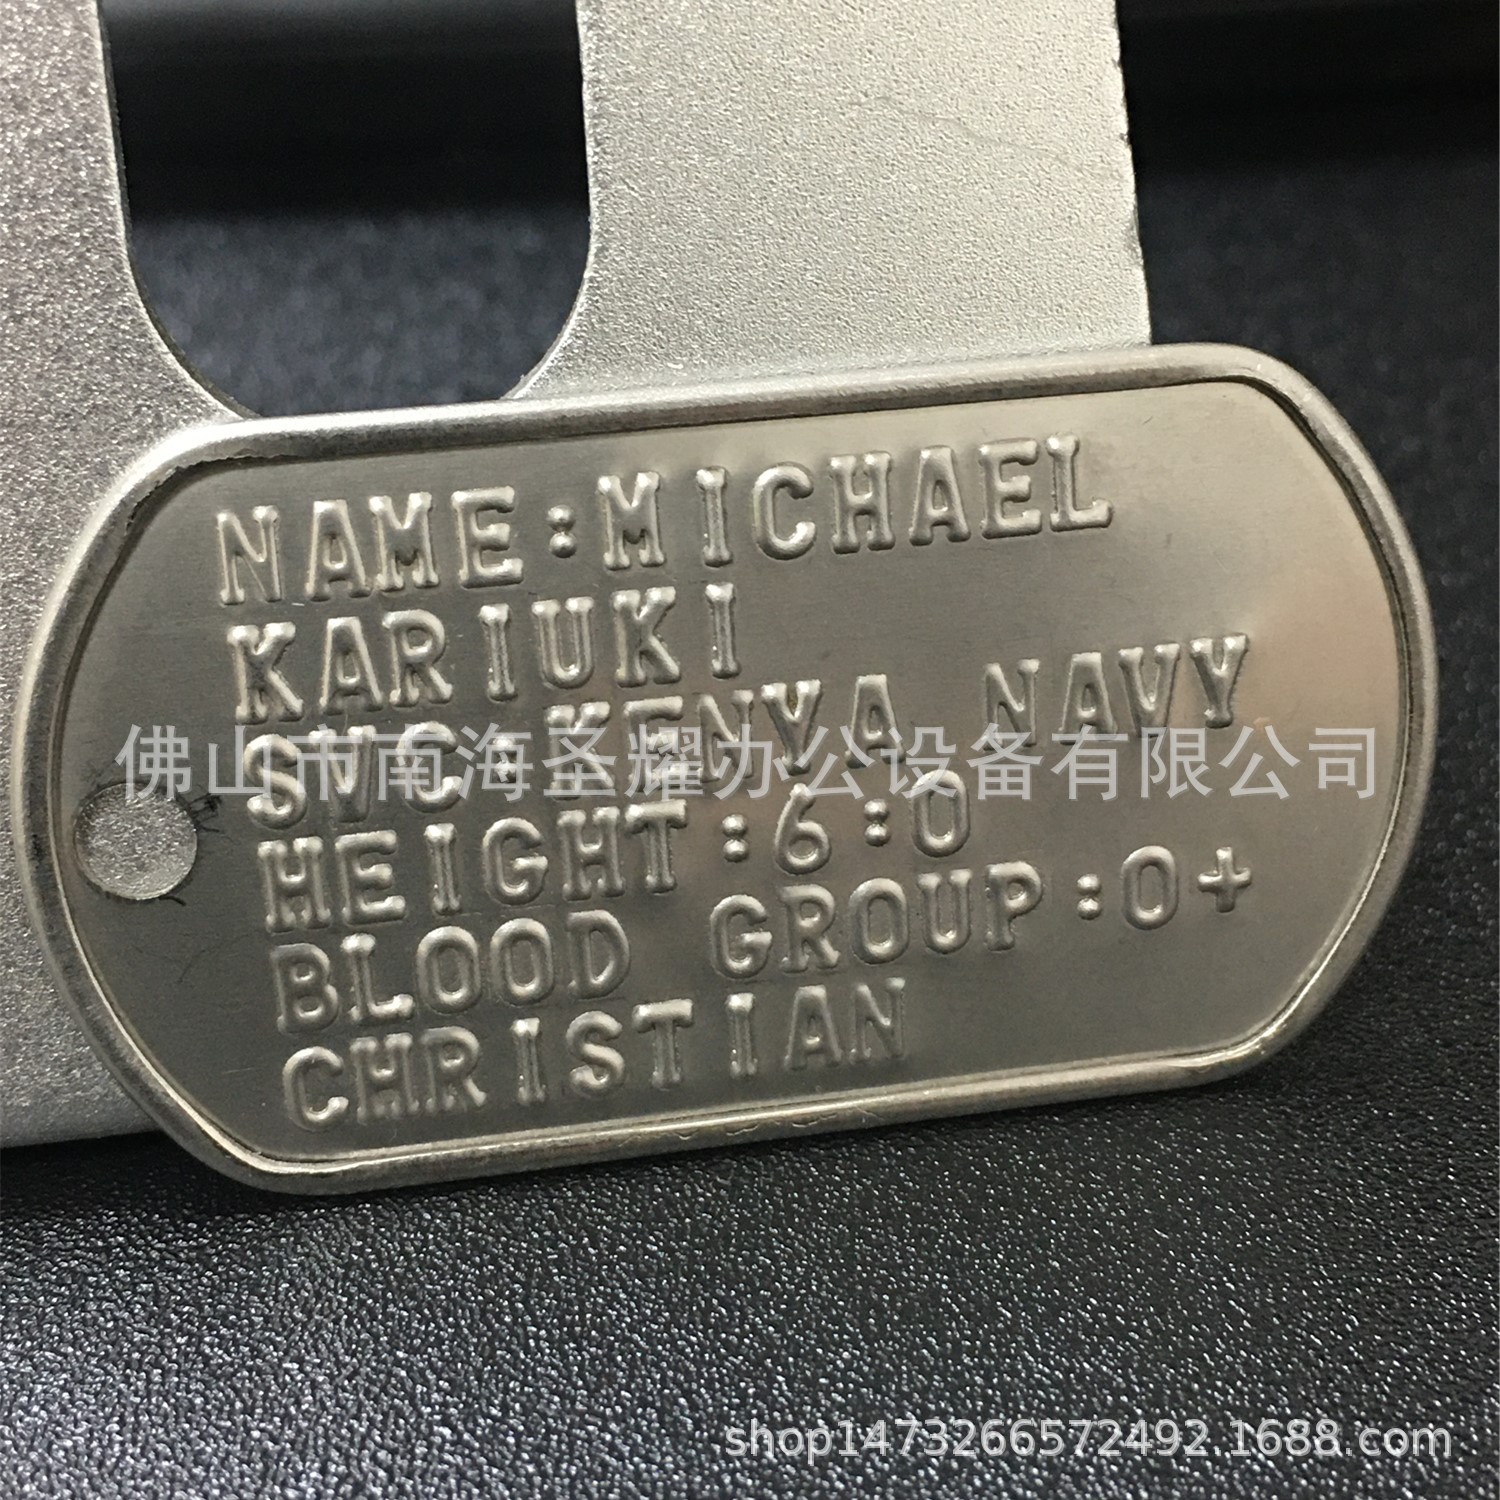 NAME:MICHAEL
KARIUKI
SVC:KENYA NAVY
佛山市南海圣耀办公设备有限公司
HEIGHT:6:0
BLOOD GROUP:O+
CHRISTIAN
shop1473266572492.1688.com